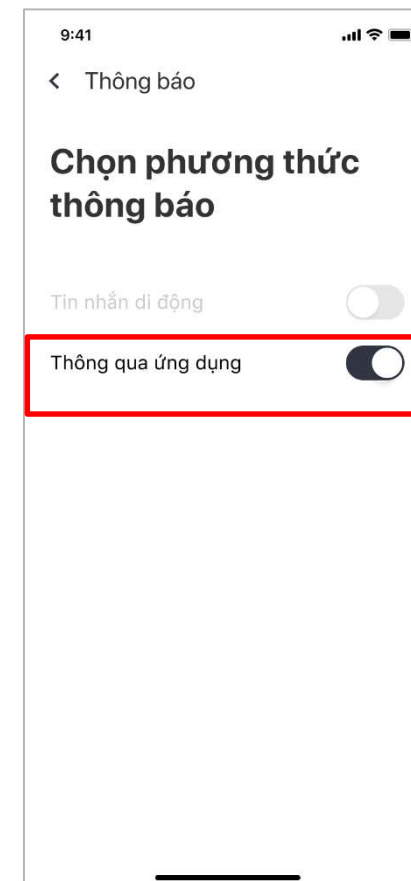 9:41
Thông báo
Chọn phương thức
thông báo
Tin nhắn di động
Thông qua ứng dụng